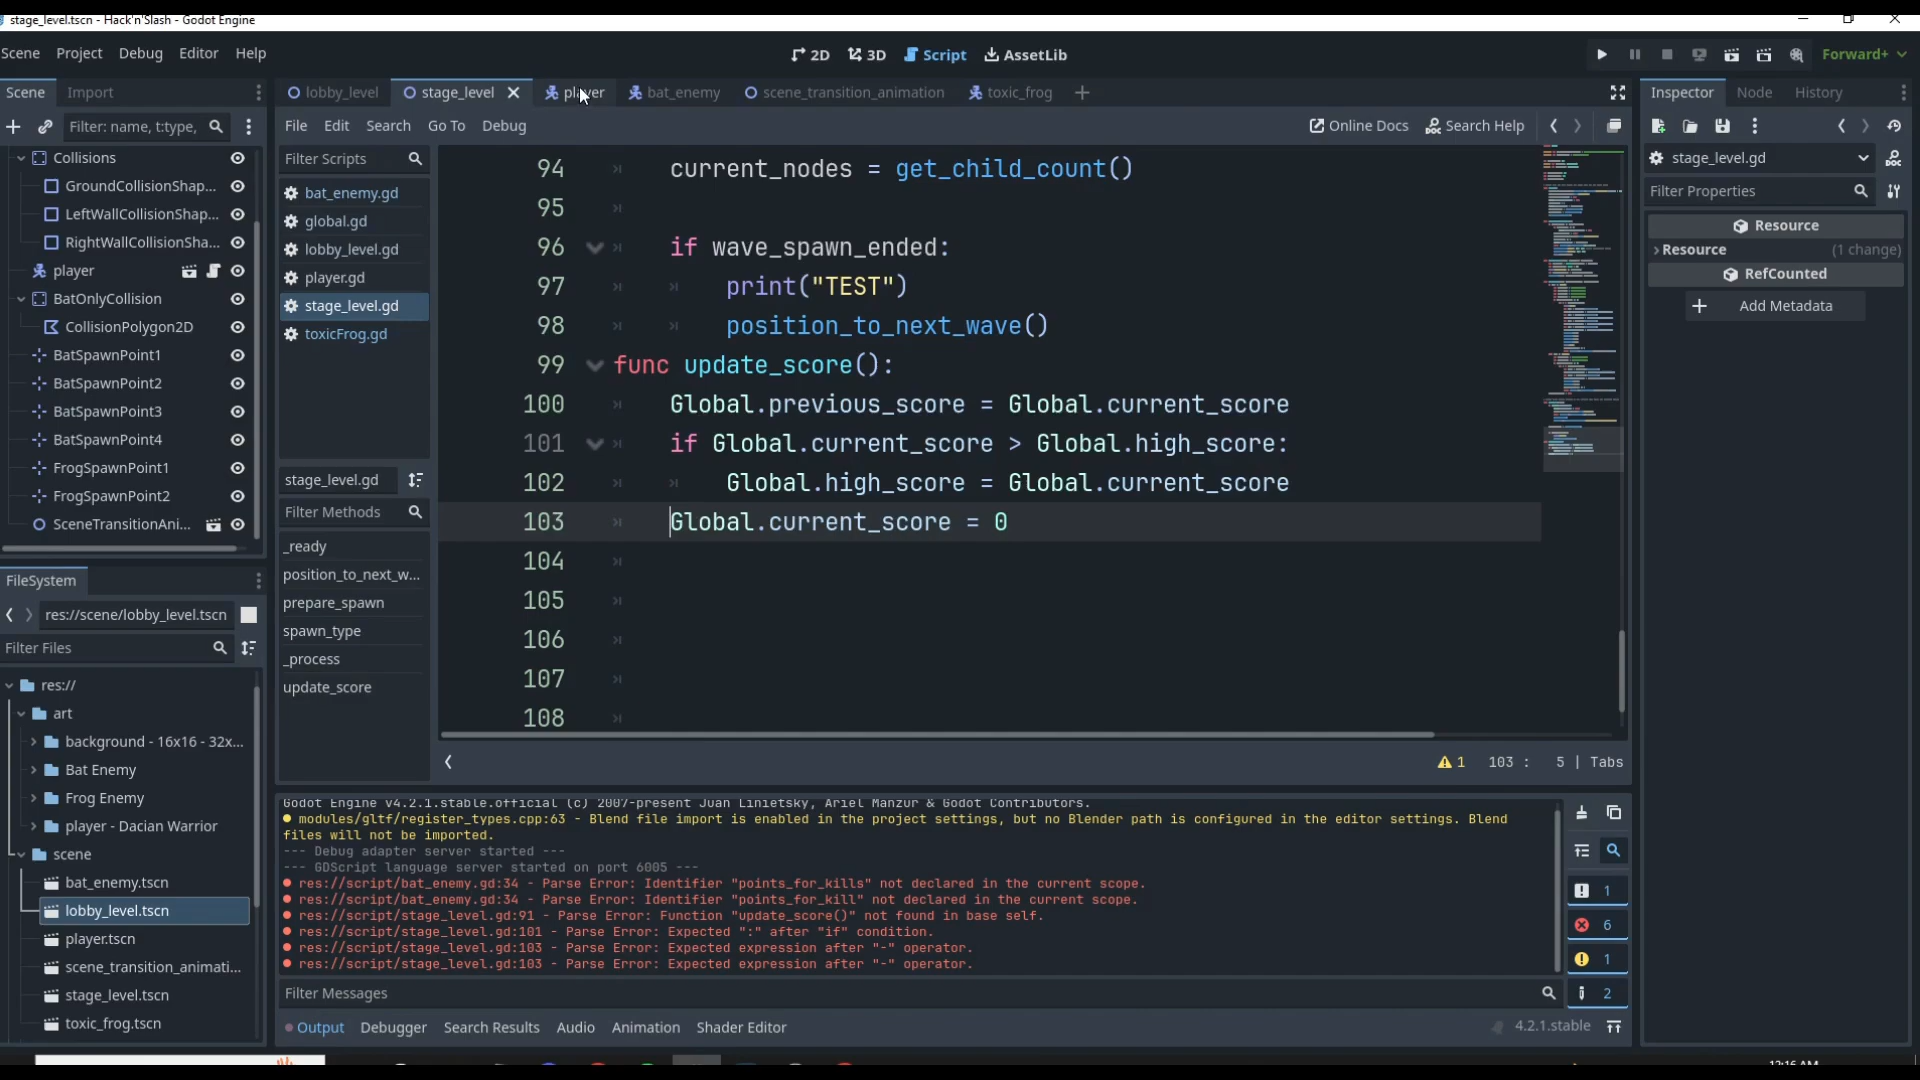 stage_level.tscn - Hack'n'Slash - Godot Engine
Scene Project Debug Editor Help
2D 3D Script AssetLib
Forward+
Scene Import
lobby_level stage_level player bat_enemy scene_transition_animation toxic_frog
Inspector Node History
Filter: name, t:type,
File Edit Search Go To Debug
Online Docs Search Help
Collisions
GroundCollisionShap...
LeftWallCollisionShap...
RightWallCollisionSha...
player
BatOnlyCollision
CollisionPolygon2D
BatSpawnPoint1
BatSpawnPoint2
BatSpawnPoint3
BatSpawnPoint4
FrogSpawnPoint1
FrogSpawnPoint2
SceneTransitionAni...
FileSystem
res://scene/lobby_level.tscn
Filter Files
res://
art
background - 16x16 - 32x...
Bat Enemy
Frog Enemy
player - Dacian Warrior
scene
bat_enemy.tscn
lobby_level.tscn
player.tscn
scene_transition_animati...
stage_level.tscn
toxic_frog.tscn
Filter Scripts
bat_enemy.gd
global.gd
lobby_level.gd
player.gd
stage_level.gd
toxicFrog.gd
stage_level.gd
Filter Methods
_ready
position_to_next_w...
prepare_spawn
spawn_type
_process
update_score
94 current_nodes = get_child_count()
95
96 if wave_spawn_ended:
97 print("TEST")
98 position_to_next_wave()
99 func update_score():
100 Global.previous_score = Global.current_score
101 if Global.current_score > Global.high_score:
102 Global.high_score = Global.current_score
103 Global.current_score = 0
104
105
106
107
108
1 103 : 5 | Tabs
Godot Engine v4.2.1.stable.official (c) 2007-present Juan Linietsky, Ariel Manzur & Godot Contributors.
modules/gltf/register_types.cpp:63 - Blend file import is enabled in the project settings, but no Blender path is configured in the editor settings. Blend
files will not be imported.
--- Debug adapter server started ---
--- GDScript language server started on port 6005 ---
res://script/bat_enemy.gd:34 - Parse Error: Identifier "points_for_kills" not declared in the current scope.
res://script/bat_enemy.gd:34 - Parse Error: Identifier "points_for_kill" not declared in the current scope.
res://script/stage_level.gd:91 - Parse Error: Function "update_score()" not found in base self.
res://script/stage_level.gd:101 - Parse Error: Expected ":" after "if" condition.
res://script/stage_level.gd:103 - Parse Error: Expected expression after "-" operator.
res://script/stage_level.gd:103 - Parse Error: Expected expression after "-" operator.
1
6
1
2
Filter Messages
Output Debugger Search Results Audio Animation Shader Editor
4.2.1.stable
stage_level.gd
Filter Properties
Resource
Resource (1 change)
RefCounted
Add Metadata